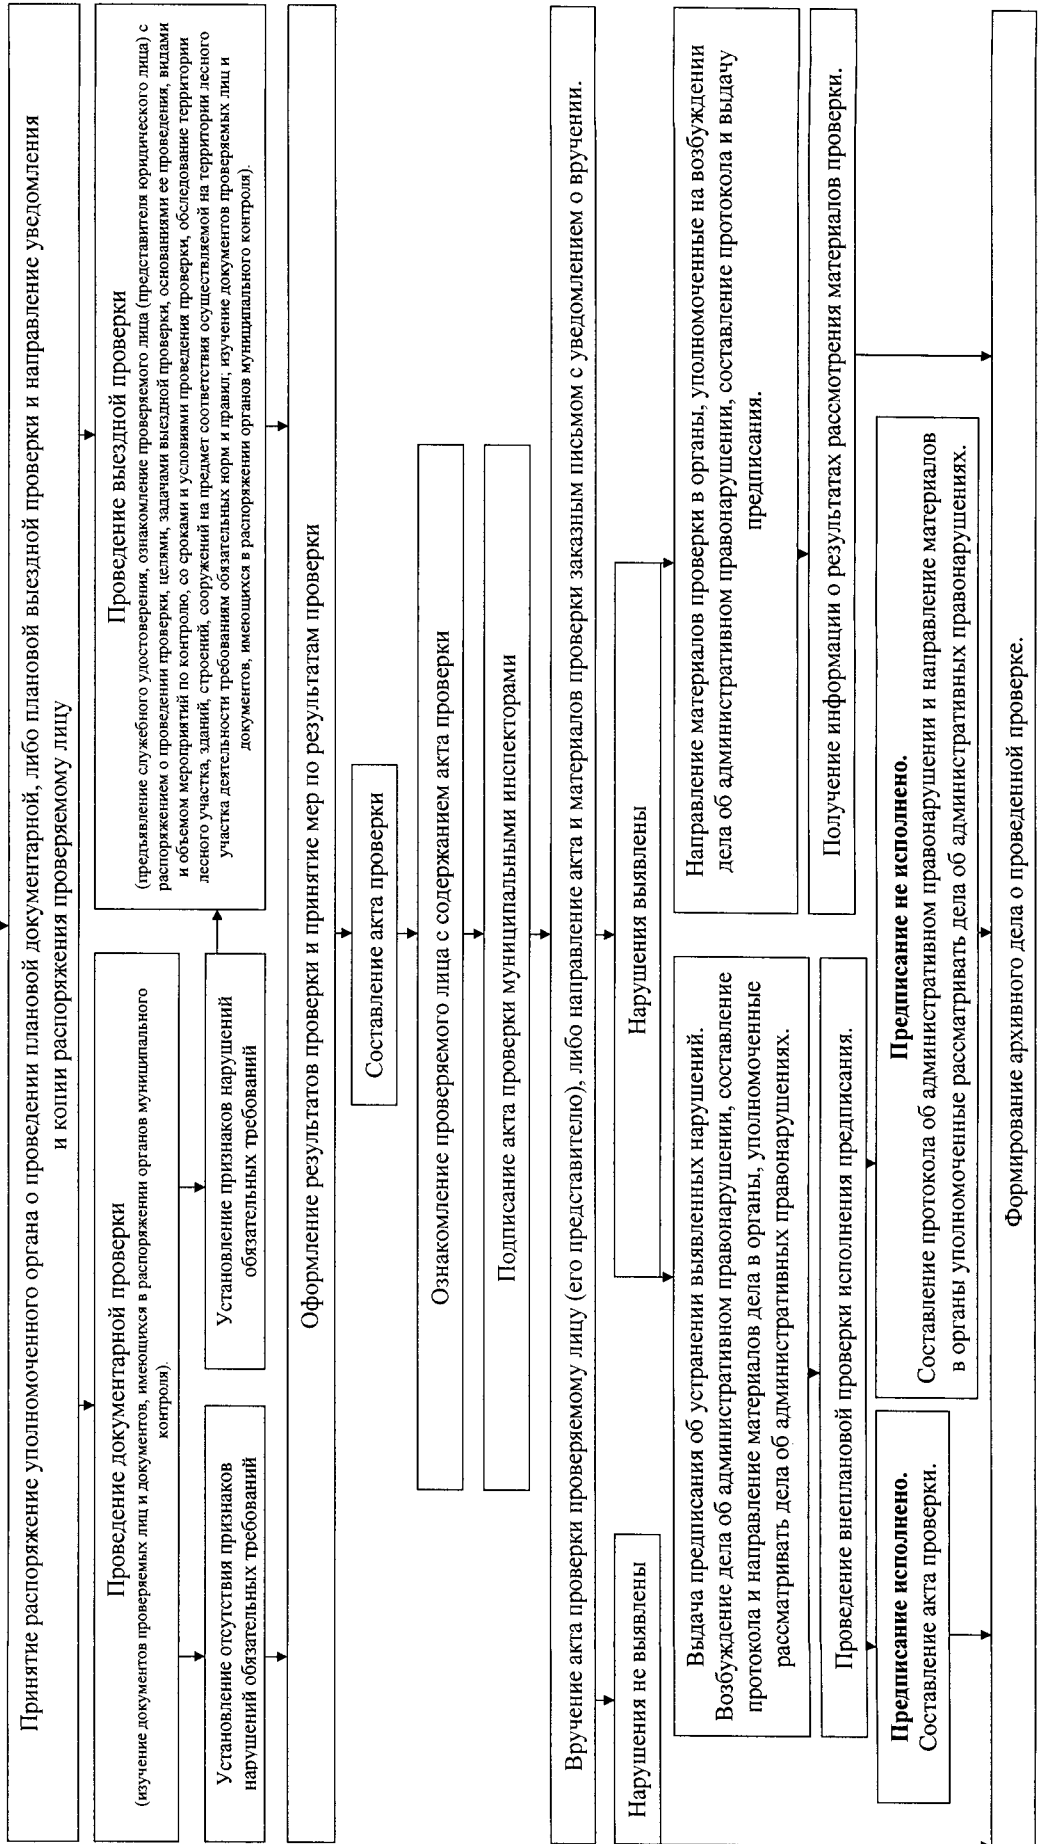 Принятие распоряжение уполномоченного органа о проведении плановой документарной, либо плановой выездной проверки и направление уведомления
и копии распоряжения проверяемому лицу
Проведение документарной проверки
(изучение документов проверяемых лиц и документов, имеющихся в распоряжении органов муниципального
контроля).
Проведение выездной проверки
(предъявление служебного удостоверения, ознакомление проверяемого лица (представителя юридического лица) с
распоряжением о проведении проверки, целями, задачами выездной проверки, основаниями ее проведения, видами
и объемом мероприятий по контролю, со сроками и условиями проведения проверки, обследование территории
лесного участка, зданий, строений, сооружений на предмет соответствия осуществляемой на территории лесного
участка деятельности требованиям обязательных норм и правил; изучение документов проверяемых лиц и
документов, имеющихся в распоряжении органов муниципального контроля).
Установление отсутствия признаков
нарушений обязательных требований
Установление признаков нарушений
обязательных требований
Оформление результатов проверки и принятие мер по результатам проверки
Составление акта проверки
Ознакомление проверяемого лица с содержанием акта проверки
Подписание акта проверки муниципальными инспекторами
Вручение акта проверки проверяемому лицу (его представителю), либо направление акта и материалов проверки заказным письмом с уведомлением о вручении.
Нарушения не выявлены
Нарушения выявлены
Выдача предписания об устранении выявленных нарушений.
Возбуждение дела об административном правонарушении, составление
протокола и направление материалов дела в органы, уполномоченные
рассматривать дела об административных правонарушениях.
Направление материалов проверки в органы, уполномоченные на возбуждении
дела об административном правонарушении, составление протокола и выдачу
предписания.
Проведение внеплановой проверки исполнения предписания.
Получение информации о результатах рассмотрения материалов проверки.
Предписание исполнено.
Составление акта проверки.
Предписание не исполнено.
Составление протокола об административном правонарушении и направление материалов
в органы уполномоченные рассматривать дела об административных правонарушениях.
Формирование архивного дела о проведенной проверке.